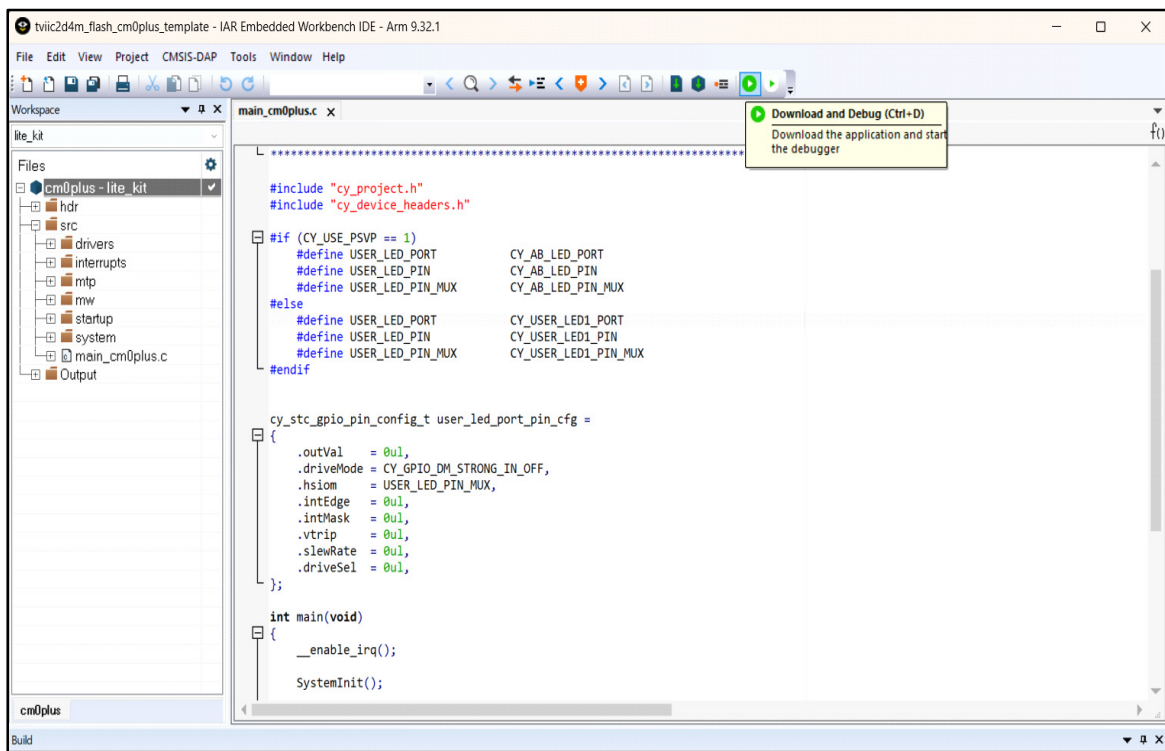 tviic2d4m_flash_cm0plus_template - IAR Embedded Workbench IDE - Arm 9.32.1
File Edit View Project CMSIS-DAP Tools Window Help
Workspace
main_cm0plus.c
Download and Debug (Ctrl+D)
Download the application and start
the debugger
lite_kit
f()
Files
cm0plus - lite_kit
hdr
src
drivers
interrupts
mtp
mw
startup
system
main_cm0plus.c
Output
#include "cy_project.h"
#include "cy_device_headers.h"
#if (CY_USE_PSVP == 1)
#define USER_LED_PORT CY_AB_LED_PORT
#define USER_LED_PIN CY_AB_LED_PIN
#define USER_LED_PIN_MUX CY_AB_LED_PIN_MUX
#else
#define USER_LED_PORT CY_USER_LED1_PORT
#define USER_LED_PIN CY_USER_LED1_PIN
#define USER_LED_PIN_MUX CY_USER_LED1_PIN_MUX
#endif
cy_stc_gpio_pin_config_t user_led_port_pin_cfg =
{
.outVal = 0ul,
.driveMode = CY_GPIO_DM_STRONG_IN_OFF,
.hsiom = USER_LED_PIN_MUX,
.intEdge = 0ul,
.intMask = 0ul,
.vtrip = 0ul,
.slewRate = 0ul,
.driveSel = 0ul,
};
int main(void)
{
__enable_irq();
SystemInit();
cm0plus
Build